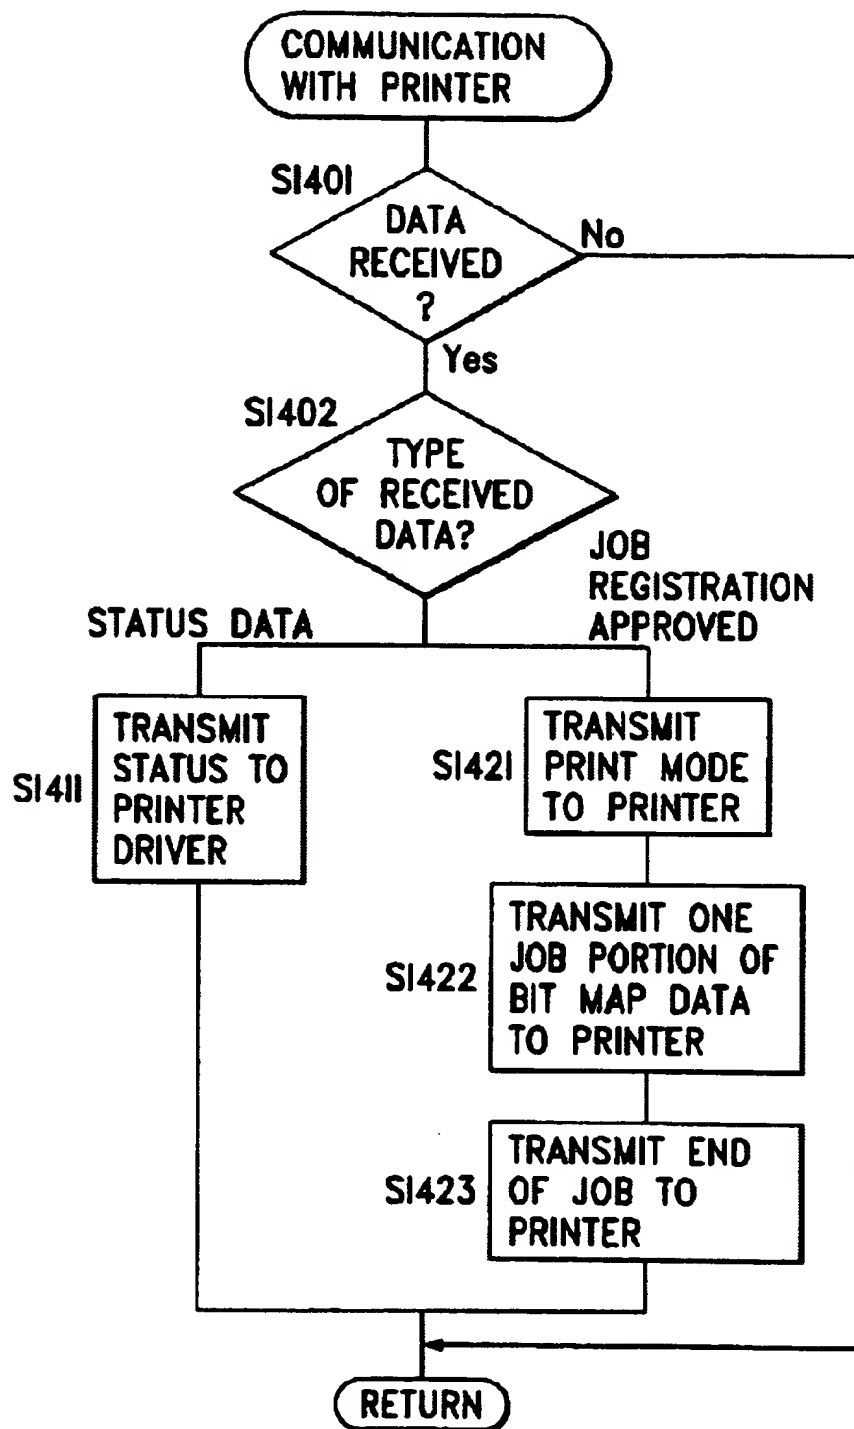 COMMUNICATION
WITH PRINTER
S1401
DATA
RECEIVED
?
No
Yes
S1402
TYPE
OF RECEIVED
DATA?
STATUS DATA
JOB
REGISTRATION
APPROVED
S1411
TRANSMIT
STATUS TO
PRINTER
DRIVER
S1421
TRANSMIT
PRINT MODE
TO PRINTER
S1422
TRANSMIT ONE
JOB PORTION OF
BIT MAP DATA
TO PRINTER
S1423
TRANSMIT END
OF JOB TO
PRINTER
RETURN